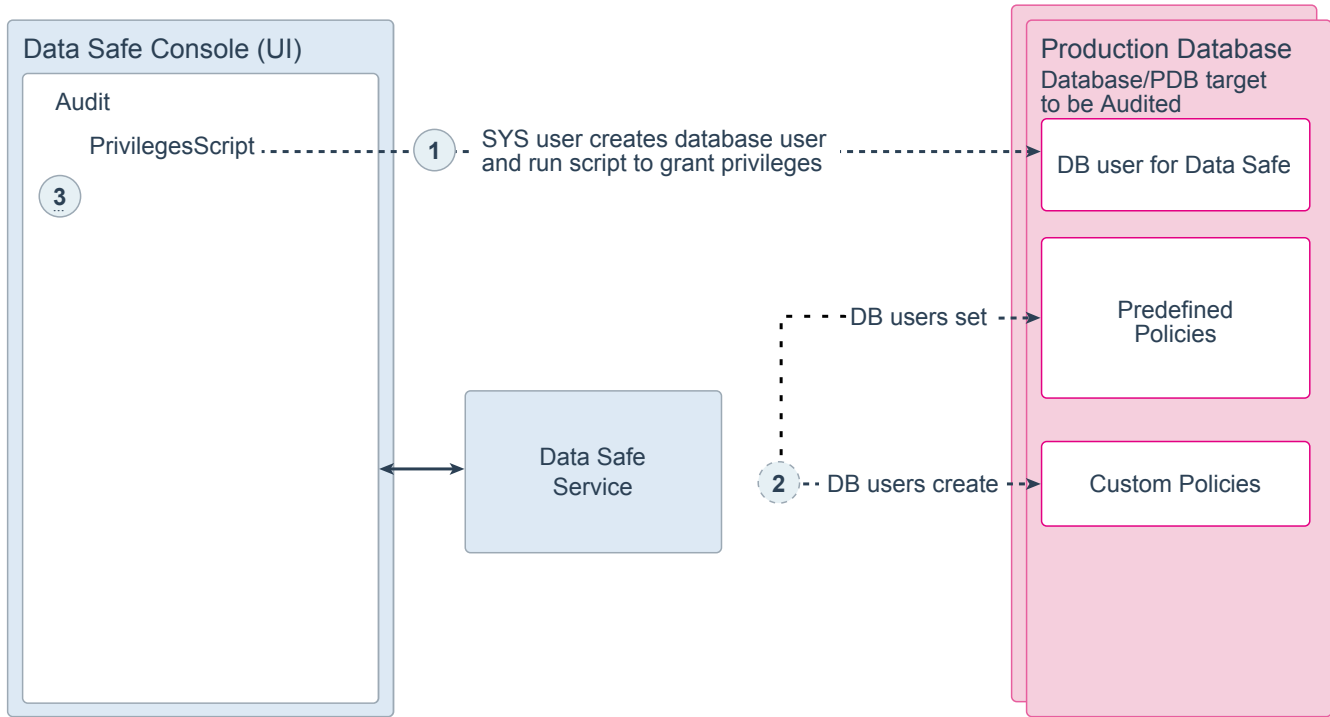 Data Safe Console (UI)
Audit
PrivilegesScript
1
SYS user creates database user
and run script to grant privileges
3
Data Safe
Service
2
DB users set
DB users create
Production Database
Database/PDB target
to be Audited
DB user for Data Safe
Predefined
Policies
Custom Policies